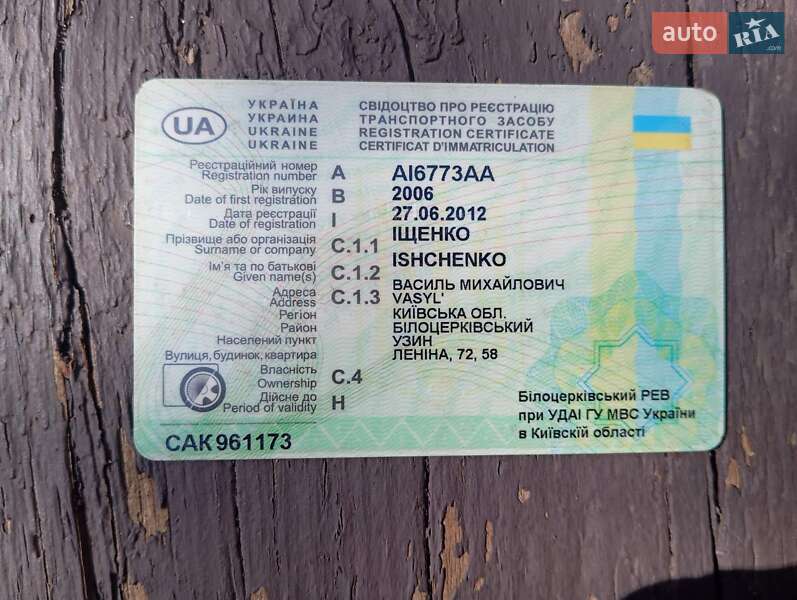 auto RIA .com
UA
УКРАЇНА
УКРАИНА
UKRAINE
UKRAINE
СВІДОЦТВО ПРО РЕЄСТРАЦІЮ
ТРАНСПОРТНОГО ЗАСОБУ
REGISTRATION CERTIFICATE
CERTIFICAT D'IMMATRICULATION
Реєстраційний номер
Registration number A AI6773AA
Рік випуску
Date of first registration B 2006
Дата реєстрації
Date of registration I 27.06.2012
Прізвище або організація
Surname or company C.1.1 ІЩЕНКО
ISHCHENKO
Ім'я та по батькові
Given name(s) C.1.2 ВАСИЛЬ МИХАЙЛОВИЧ
VASYL'
Адреса
Address C.1.3
Регіон КИЇВСЬКА ОБЛ.
Район БІЛОЦЕРКІВСЬКИЙ
Населений пункт УЗИН
Вулиця, будинок, квартира ЛЕНІНА, 72, 58
Власність
Ownership C.4
Дійсне до
Period of validity H
Білоцерківський РЕВ
при УДАІ ГУ МВС України
в Київскій області
САК 961173